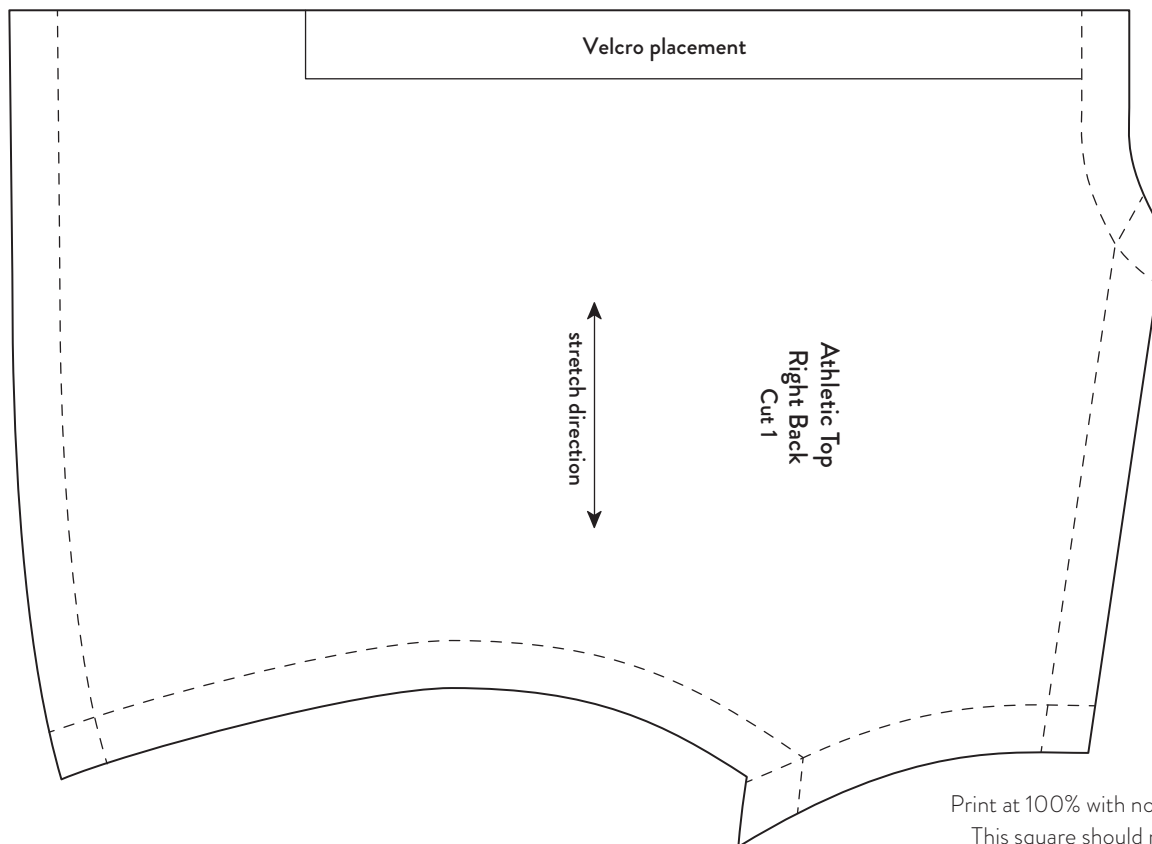 Velcro placement
stretch direction
Athletic Top
Right Back
Cut 1
Print at 100% with no
This square should